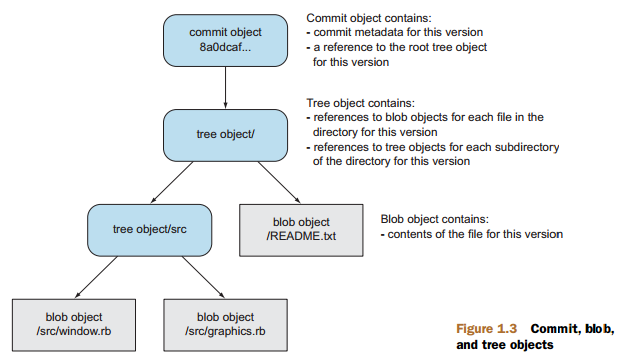 commit object
8a0dcaf...
Commit object contains:
- commit metadata for this version
- a reference to the root tree object
for this version
tree object/
Tree object contains:
- references to blob objects for each file in the
directory for this version
- references to tree objects for each subdirectory
of the directory for this version
tree object/src
blob object
/README.txt
Blob object contains:
- contents of the file for this version
blob object
/src/window.rb
blob object
/src/graphics.rb
Figure 1.3 Commit, blob,
and tree objects